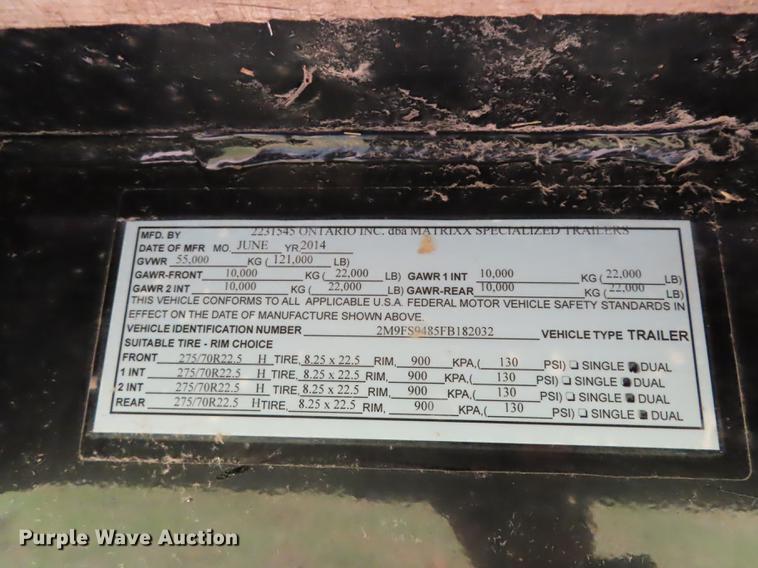 MFD. BY 2231545 ONTARIO INC. dba MATRIXX SPECIALIZED TRAILERS
DATE OF MFR MO. JUNE YR. 2014
GVWR 55,000 KG ( 121,000 LB)
GAWR-FRONT 10,000 KG ( 22,000 LB) GAWR 1 INT 10,000 KG ( 22,000 LB)
GAWR 2 INT 10,000 KG ( 22,000 LB) GAWR-REAR 10,000 KG ( 22,000 LB)
THIS VEHICLE CONFORMS TO ALL APPLICABLE U.S.A. FEDERAL MOTOR VEHICLE SAFETY STANDARDS IN
EFFECT ON THE DATE OF MANUFACTURE SHOWN ABOVE.
VEHICLE IDENTIFICATION NUMBER 2M9FS9485FB182032 VEHICLE TYPE TRAILER
SUITABLE TIRE - RIM CHOICE
FRONT 275/70R22.5 H TIRE, 8.25 x 22.5 RIM, 900 KPA,( 130 PSI) SINGLE DUAL
1 INT 275/70R22.5 H TIRE, 8.25 x 22.5 RIM, 900 KPA,( 130 PSI) SINGLE DUAL
2 INT 275/70R22.5 H TIRE, 8.25 x 22.5 RIM, 900 KPA,( 130 PSI) SINGLE DUAL
REAR 275/70R22.5 H TIRE, 8.25 x 22.5 RIM, 900 KPA,( 130 PSI) SINGLE DUAL
Purple Wave Auction